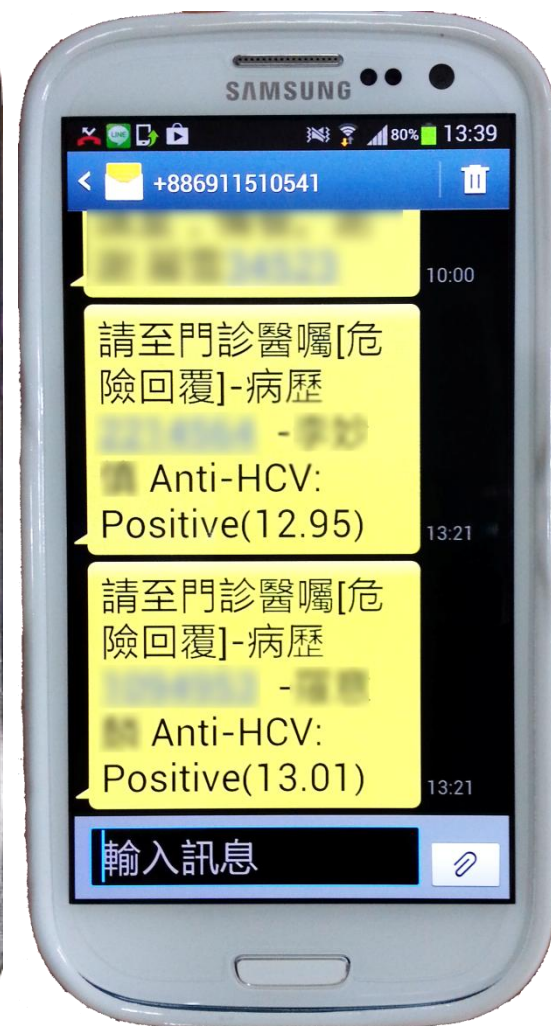 SAMSUNG
LINE
80% 13:39
+886911510541
10:00
請至門診醫囑[危
險回覆]-病歷
-
Anti-HCV:
Positive(12.95)
13:21
請至門診醫囑[危
險回覆]-病歷
-
Anti-HCV:
Positive(13.01)
13:21
輸入訊息